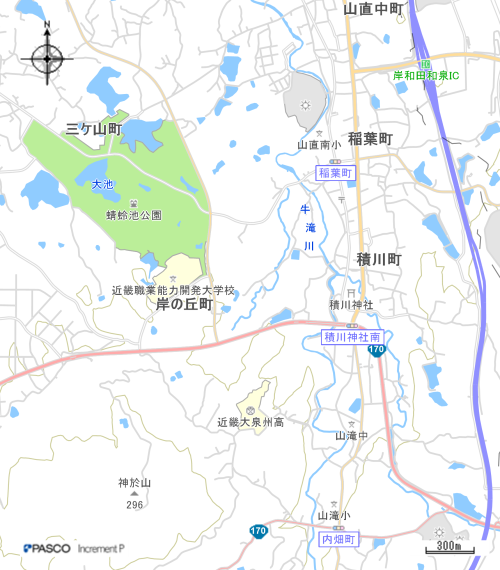 山直中町
N
岸和田和泉IC
三ケ山町
稲葉町
山直南小
稲葉町
大池
蜻蛉池公園
牛滝川
積川町
近畿職業能力開発大学校
岸の丘町
積川神社
積川神社南
170
近畿大泉州高
山滝中
神於山
296
山滝小
170
内畑町
PASCO Increment P
300m